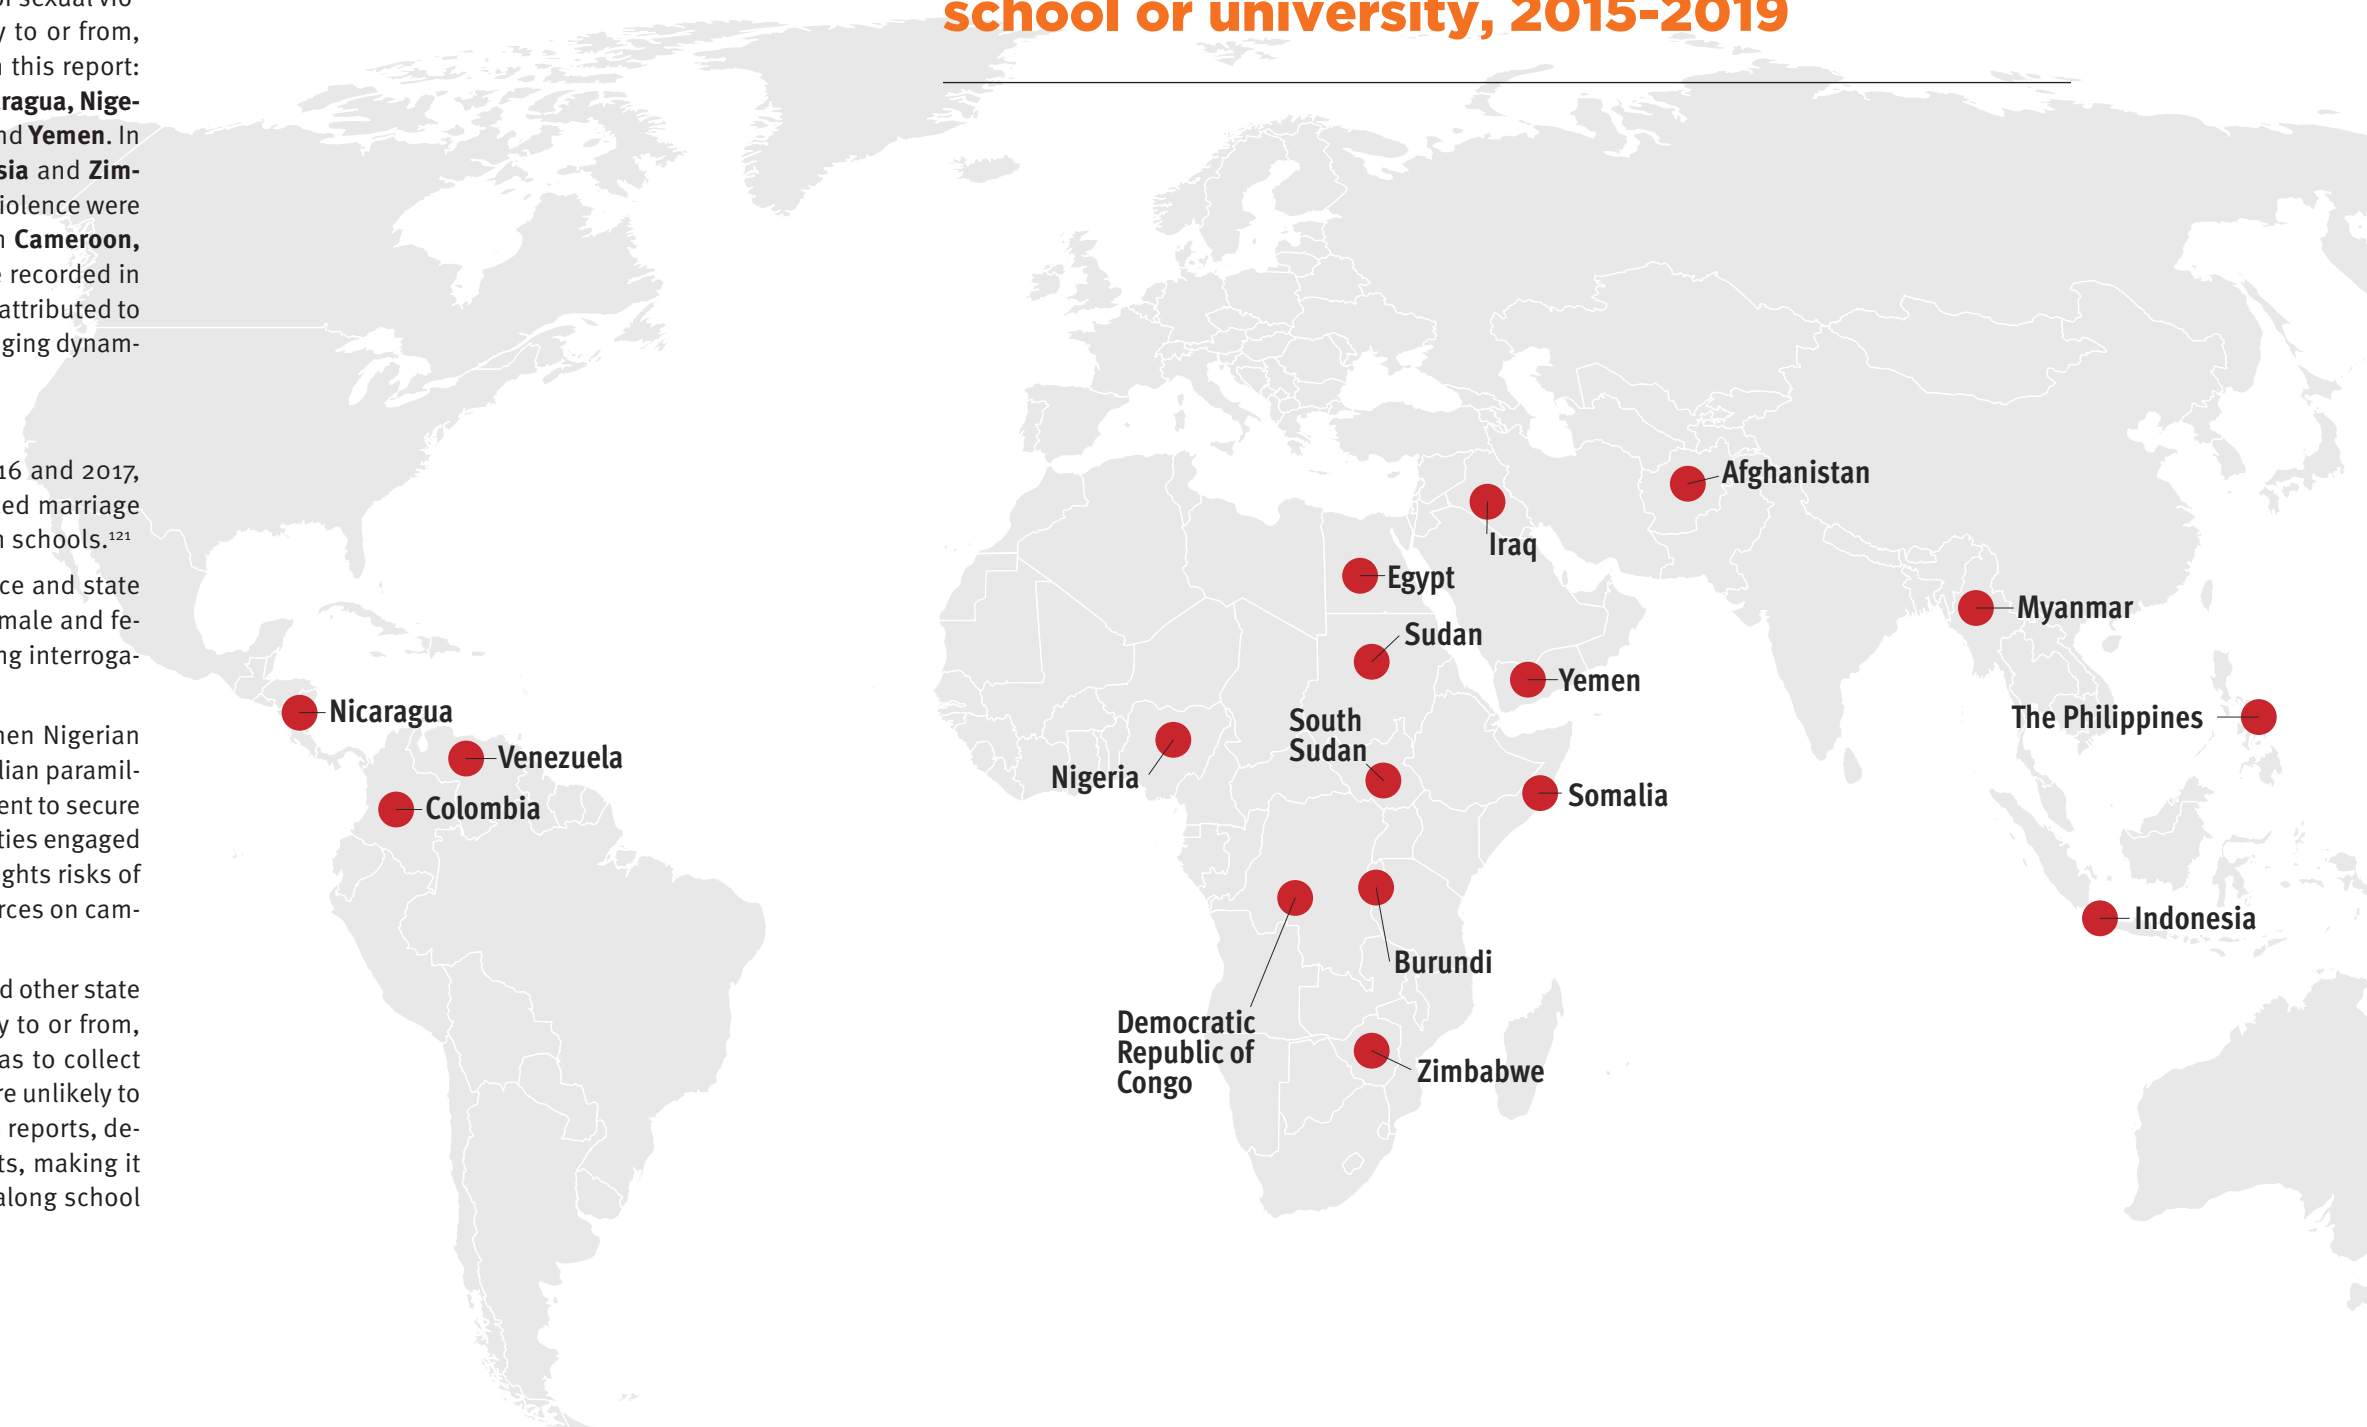 of sexual vio-
y to or from,
this report:
ragua, Nige-
nd Yemen. In
sia and Zim-
iolence were
Cameroon,
recorded in
attributed to
ging dynam-
16 and 2017,
ed marriage
schools.¹²¹
ce and state
male and fe-
ng interroga-
nen Nigerian
lian paramil-
ent to secure
ties engaged
ghts risks of
rces on cam-
d other state
y to or from,
as to collect
re unlikely to
reports, de-
ts, making it
along school
school or university, 2015-2019
Afghanistan
Iraq
Egypt
Myanmar
Sudan
Yemen
Nicaragua
The Philippines
South
Sudan
Venezuela
Nigeria
Somalia
Colombia
Indonesia
Burundi
Democratic
Republic of
Congo
Zimbabwe